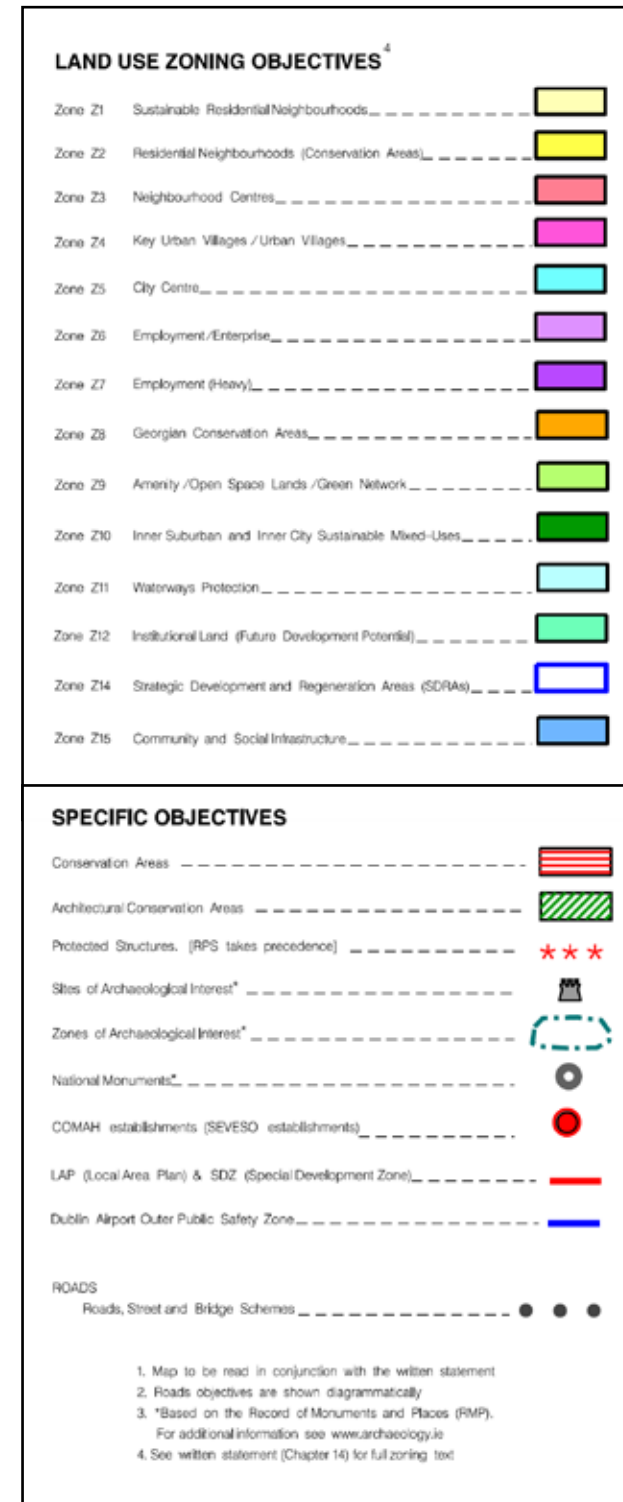 LAND USE ZONING OBJECTIVES 4
Zone Z1 Sustainable Residential Neighbourhoods
Zone Z2 Residential Neighbourhoods (Conservation Areas)
Zone Z3 Neighbourhood Centres
Zone Z4 Key Urban Villages / Urban Villages
Zone Z5 City Centre
Zone Z6 Employment/Enterprise
Zone Z7 Employment (Heavy)
Zone Z8 Georgian Conservation Areas
Zone Z9 Amenity /Open Space Lands /Green Network
Zone Z10 Inner Suburban and Inner City Sustainable Mixed-Uses
Zone Z11 Waterways Protection
Zone Z12 Institutional Land (Future Development Potential)
Zone Z14 Strategic Development and Regeneration Areas (SDRAs)
Zone Z15 Community and Social Infrastructure
SPECIFIC OBJECTIVES
Conservation Areas
Architectural Conservation Areas
Protected Structures. [RPS takes precedence] ***
Sites of Archaeological Interest*
Zones of Archaeological Interest*
National Monuments*
COMAH establishments (SEVESO establishments)
LAP (Local Area Plan) & SDZ (Special Development Zone)
Dublin Airport Outer Public Safety Zone
ROADS
Roads, Street and Bridge Schemes
1. Map to be read in conjunction with the written statement
2. Roads objectives are shown diagrammatically
3. *Based on the Record of Monuments and Places (RMP).
For additional information see www.archaeology.ie
4. See written statement (Chapter 14) for full zoning text